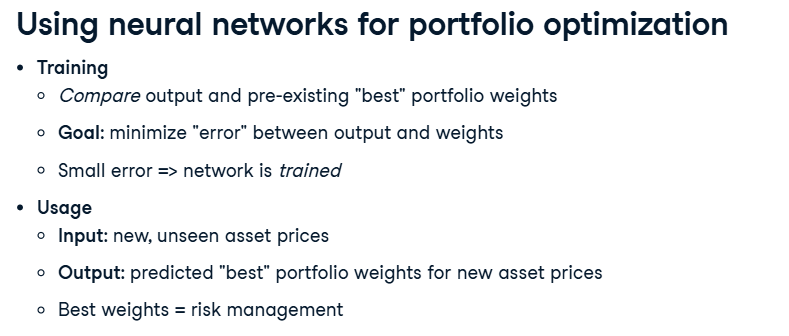 Using neural networks for portfolio optimization
• Training
○ Compare output and pre-existing "best" portfolio weights
○ Goal: minimize "error" between output and weights
○ Small error => network is trained
• Usage
○ Input: new, unseen asset prices
○ Output: predicted "best" portfolio weights for new asset prices
○ Best weights = risk management